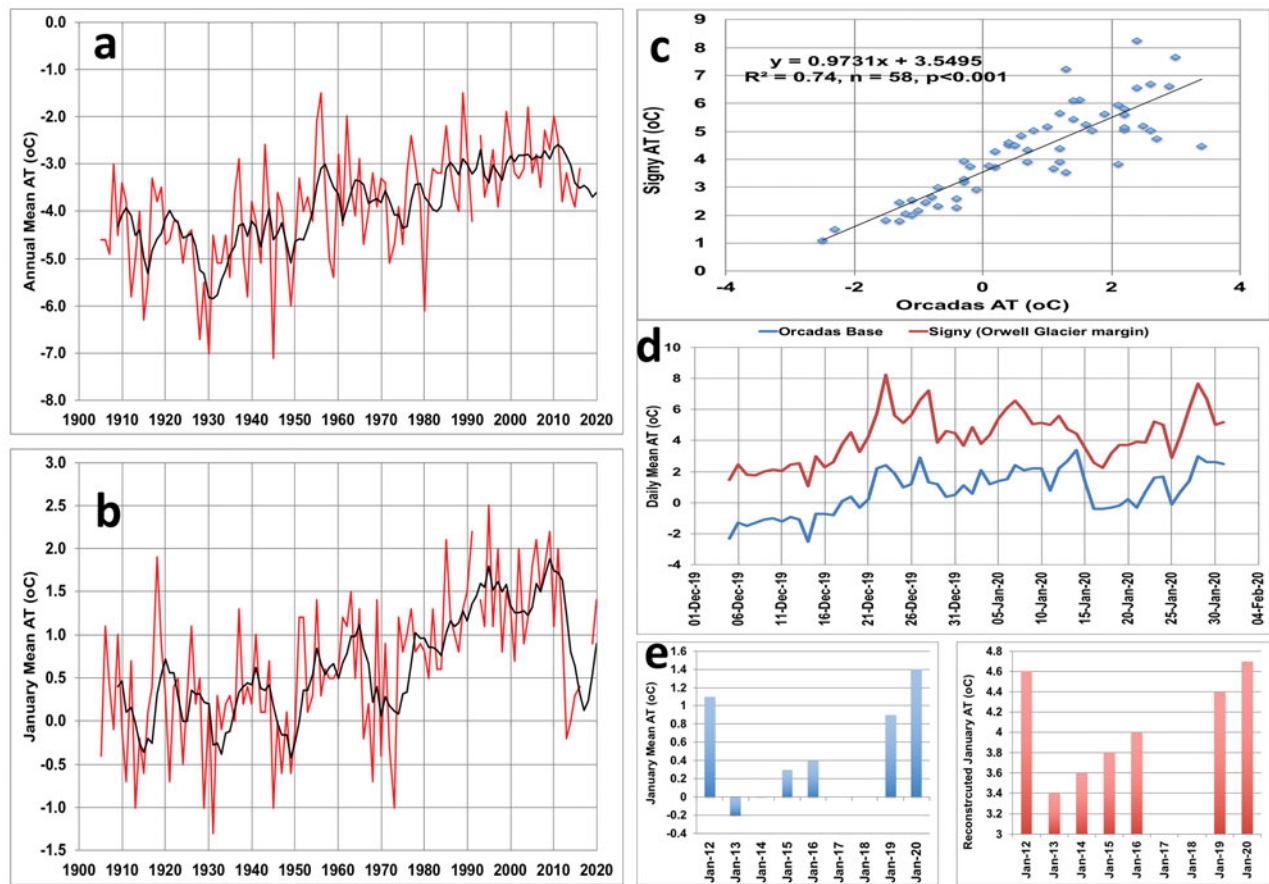 a
0.0
-1.0
-2.0
-3.0
-4.0
-5.0
-6.0
-7.0
-8.0
Annual Mean AT (oC)
1900 1910 1920 1930 1940 1950 1960 1970 1980 1990 2000 2010 2020
b
3.0
2.5
2.0
1.5
1.0
0.5
0.0
-0.5
-1.0
-1.5
January Mean AT (oC)
1900 1910 1920 1930 1940 1950 1960 1970 1980 1990 2000 2010 2020
c
y = 0.9731x + 3.5495
R² = 0.74, n = 58, p<0.001
9
8
7
6
5
4
3
2
1
0
Signy AT (oC)
-4 -2 0 2 4
Orcadas AT (oC)
d
Orcadas Base Signy (Orwell Glacier margin)
10
8
6
4
2
0
-2
-4
Daily Mean AT (oC)
01-Dec-19
06-Dec-19
11-Dec-19
16-Dec-19
21-Dec-19
26-Dec-19
31-Dec-19
05-Jan-20
10-Jan-20
15-Jan-20
20-Jan-20
25-Jan-20
30-Jan-20
04-Feb-20
e
1.6
1.4
1.2
1
0.8
0.6
0.4
0.2
0
-0.2
-0.4
January Mean AT (oC)
Jan-12
Jan-13
Jan-14
Jan-15
Jan-16
Jan-17
Jan-18
Jan-19
Jan-20
4.8
4.6
4.4
4.2
4
3.8
3.6
3.4
3.2
3
Reconstrcuted January AT (oC)
Jan-12
Jan-13
Jan-14
Jan-15
Jan-16
Jan-17
Jan-18
Jan-19
Jan-20